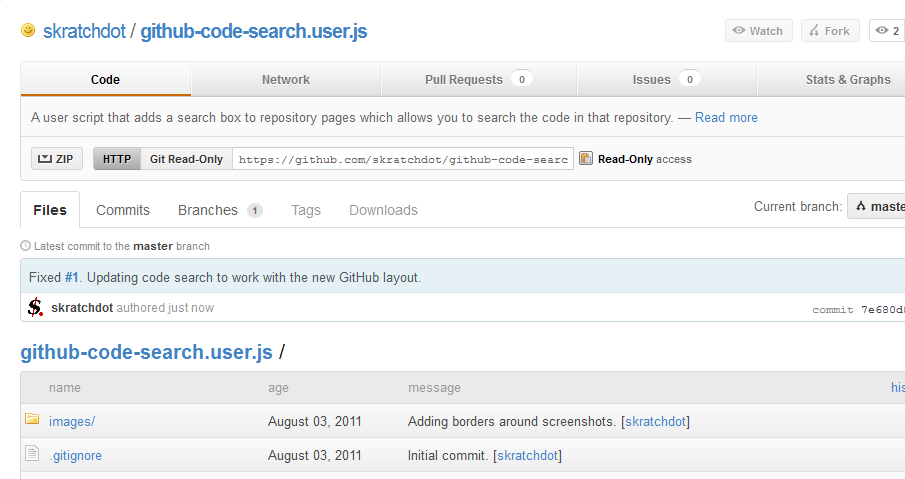 skratchdot / github-code-search.user.js Watch Fork 2
Code Network Pull Requests 0 Issues 0 Stats & Graphs
A user script that adds a search box to repository pages which allows you to search the code in that repository. — Read more
ZIP HTTP Git Read-Only https://github.com/skratchdot/github-code-searc Read-Only access
Files Commits Branches 1 Tags Downloads Current branch: maste
Latest commit to the master branch
Fixed #1. Updating code search to work with the new GitHub layout.
skratchdot authored just now commit 7e680d8
github-code-search.user.js /
name age message his
images/ August 03, 2011 Adding borders around screenshots. [skratchdot]
.gitignore August 03, 2011 Initial commit. [skratchdot]